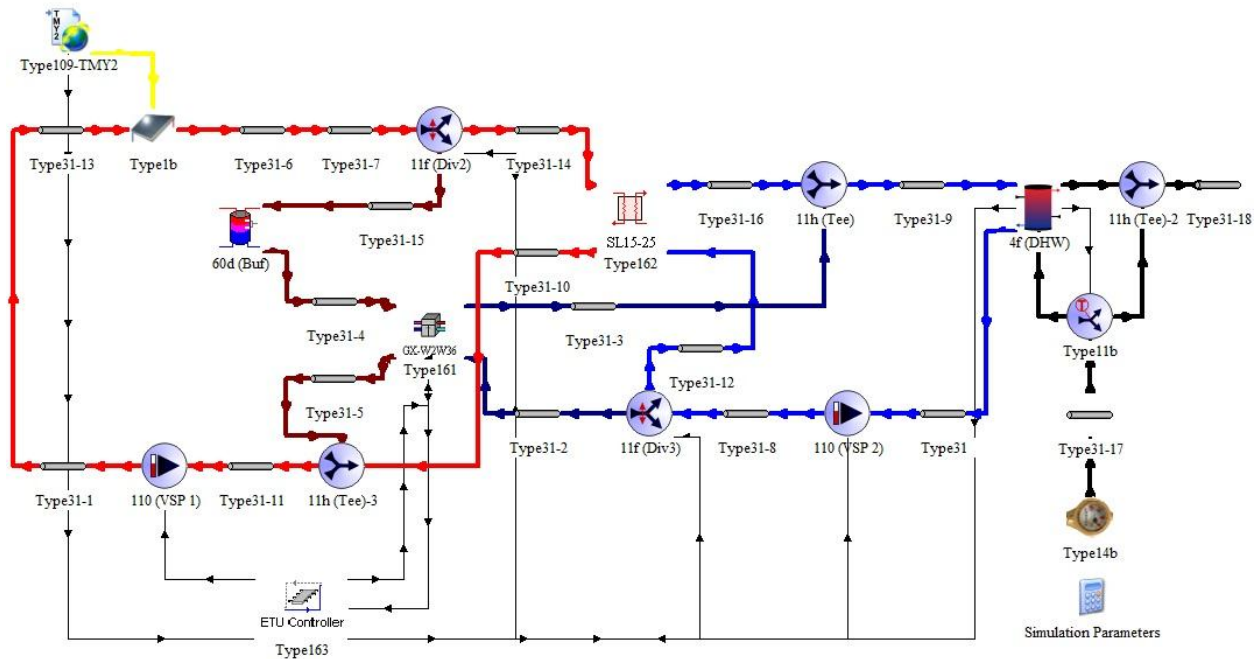 Type109-TMY2
Type31-13
Type1b
Type31-6
Type31-7
11f (Div2)
Type31-14
Type31-15
60d (Buf)
SL15-25
Type162
Type31-16
11h (Tee)
Type31-9
4f (DHW)
11h (Tee)-2
Type31-18
Type31-10
Type31-4
Type31-3
GX-W2W36
Type161
Type11b
Type31-5
Type31-12
Type31-1
110 (VSP 1)
Type31-11
11h (Tee)-3
Type31-2
11f (Div3)
Type31-8
110 (VSP 2)
Type31
Type31-17
Type14b
ETU Controller
Type163
Simulation Parameters